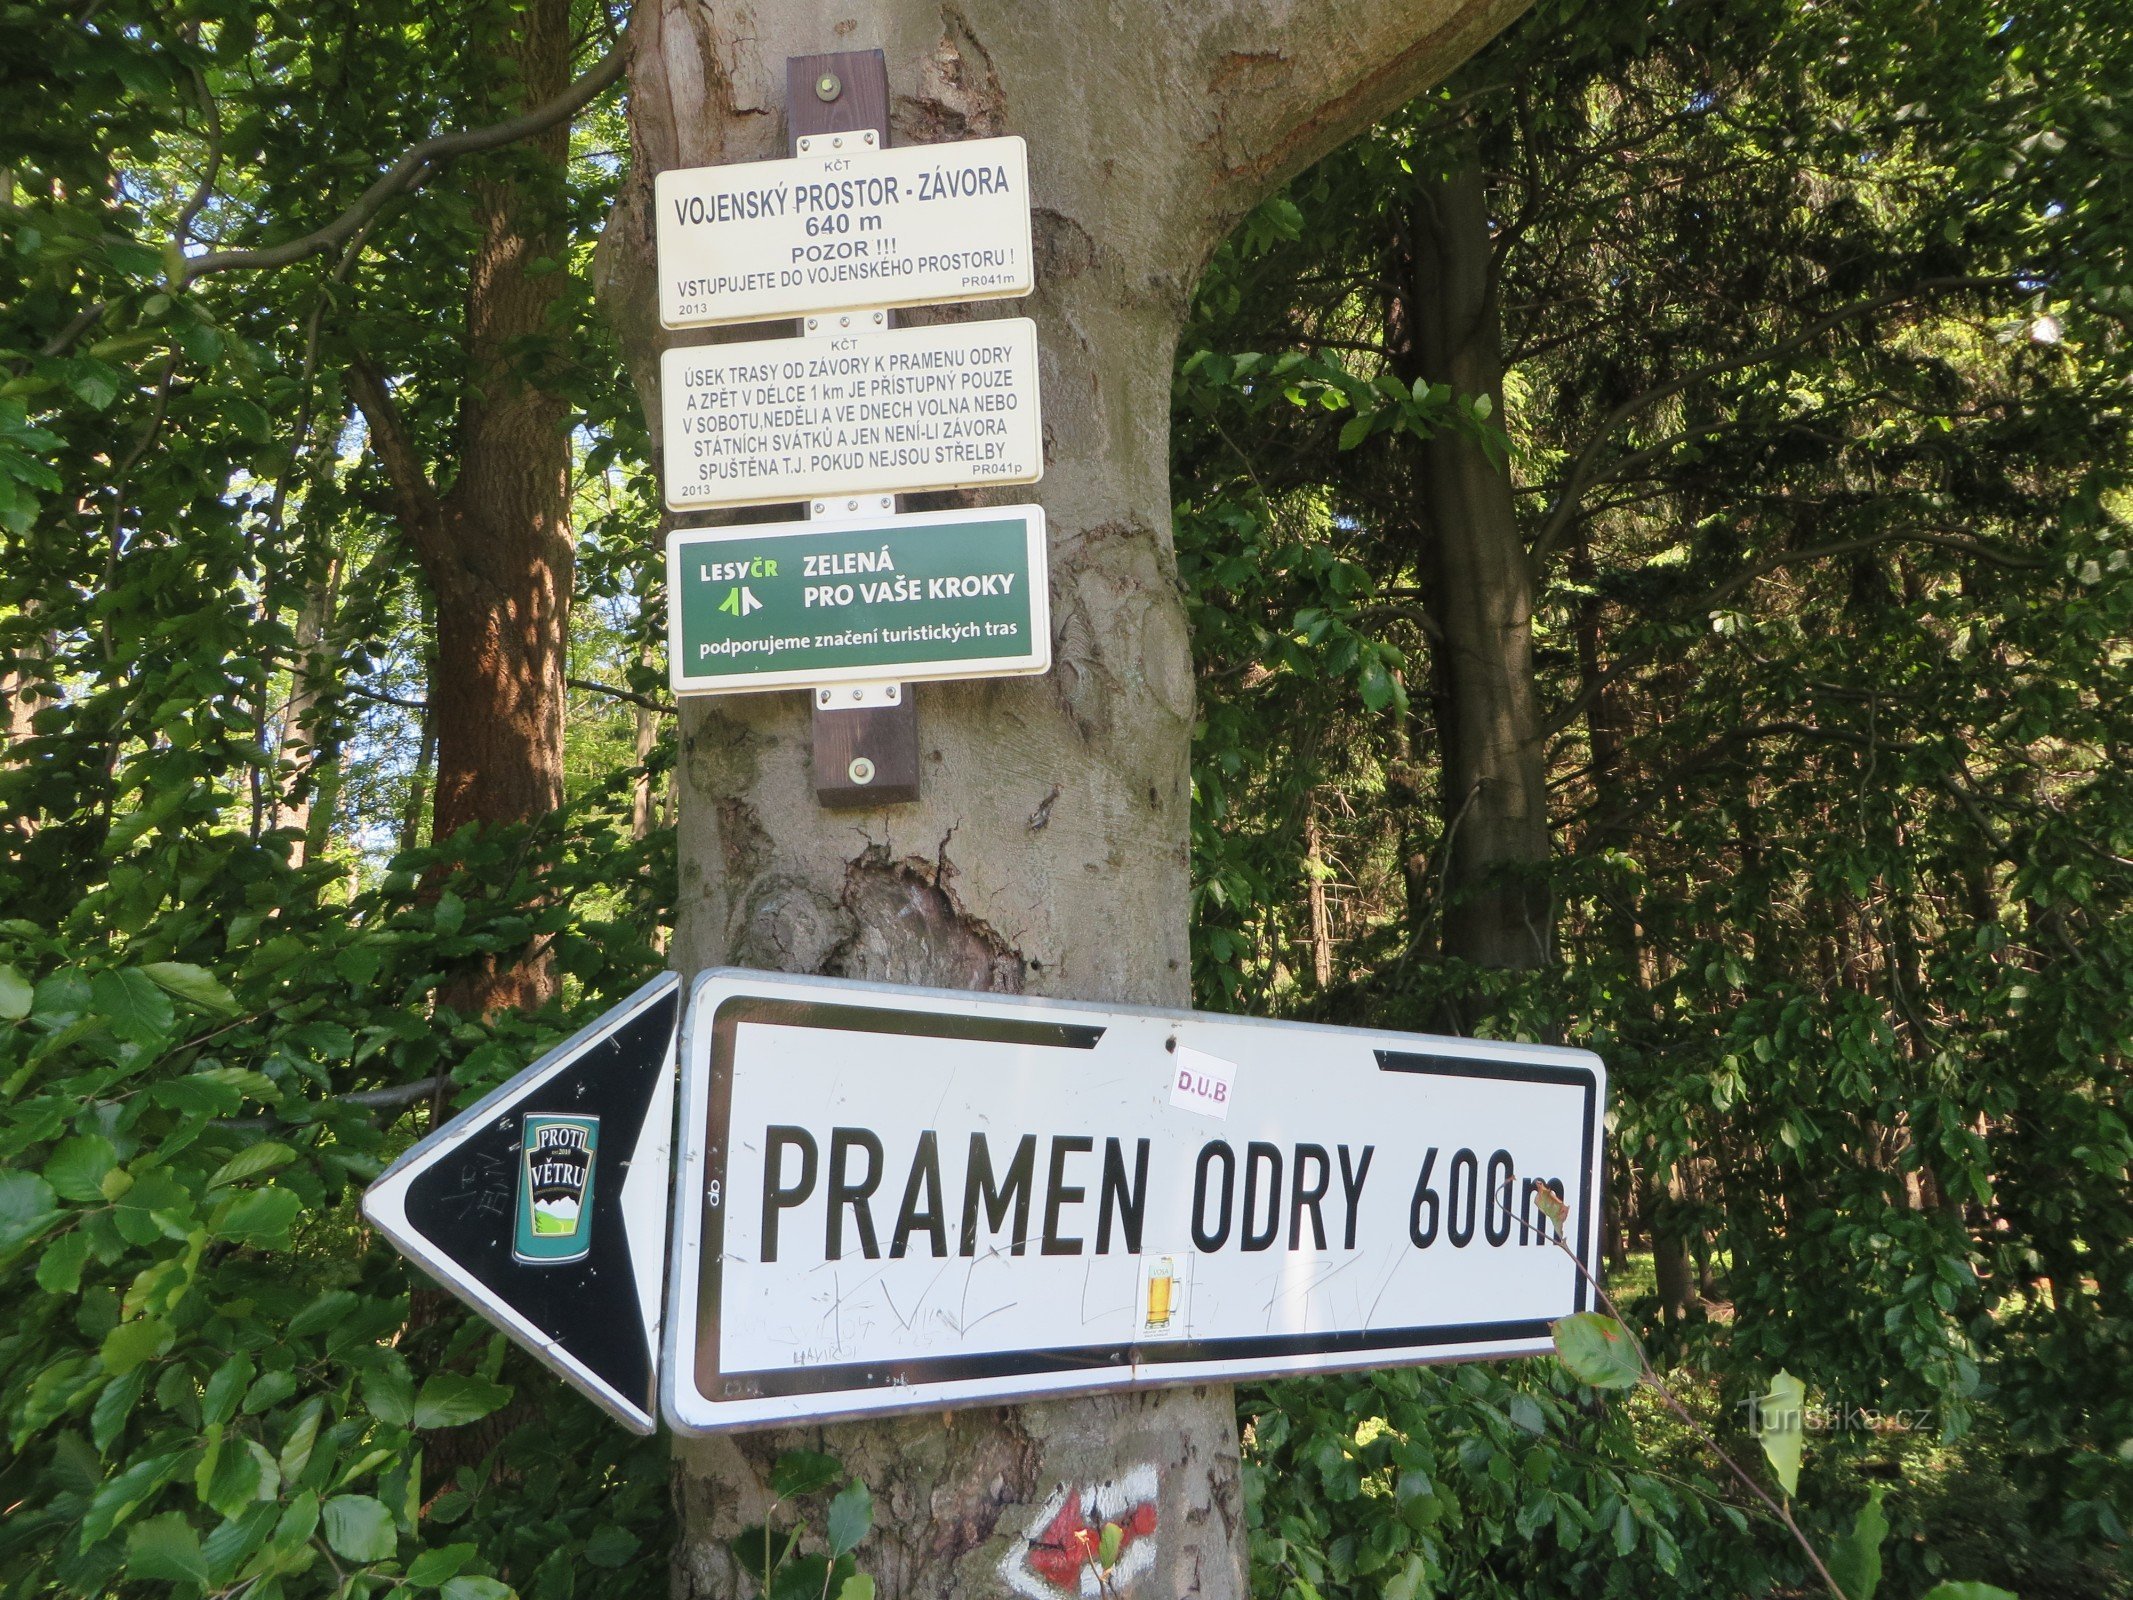 KČT
VOJENSKÝ PROSTOR - ZÁVORA
640 m
POZOR !!!
VSTUPUJETE DO VOJENSKÉHO PROSTORU !
2013 PR041m
KČT
ÚSEK TRASY OD ZÁVORY K PRAMENU ODRY
A ZPĚT V DÉLCE 1 km JE PŘÍSTUPNÝ POUZE
V SOBOTU,NEDĚLI A VE DNECH VOLNA NEBO
STÁTNÍCH SVÁTKŮ A JEN NENÍ-LI ZÁVORA
SPUŠTĚNA T.J. POKUD NEJSOU STŘELBY
2013 PR041p
LESYČR ZELENÁ
PRO VAŠE KROKY
podporujeme značení turistických tras
D.U.B
PROTI
VĚTRU
PRAMEN ODRY 600m
Turistika.cz